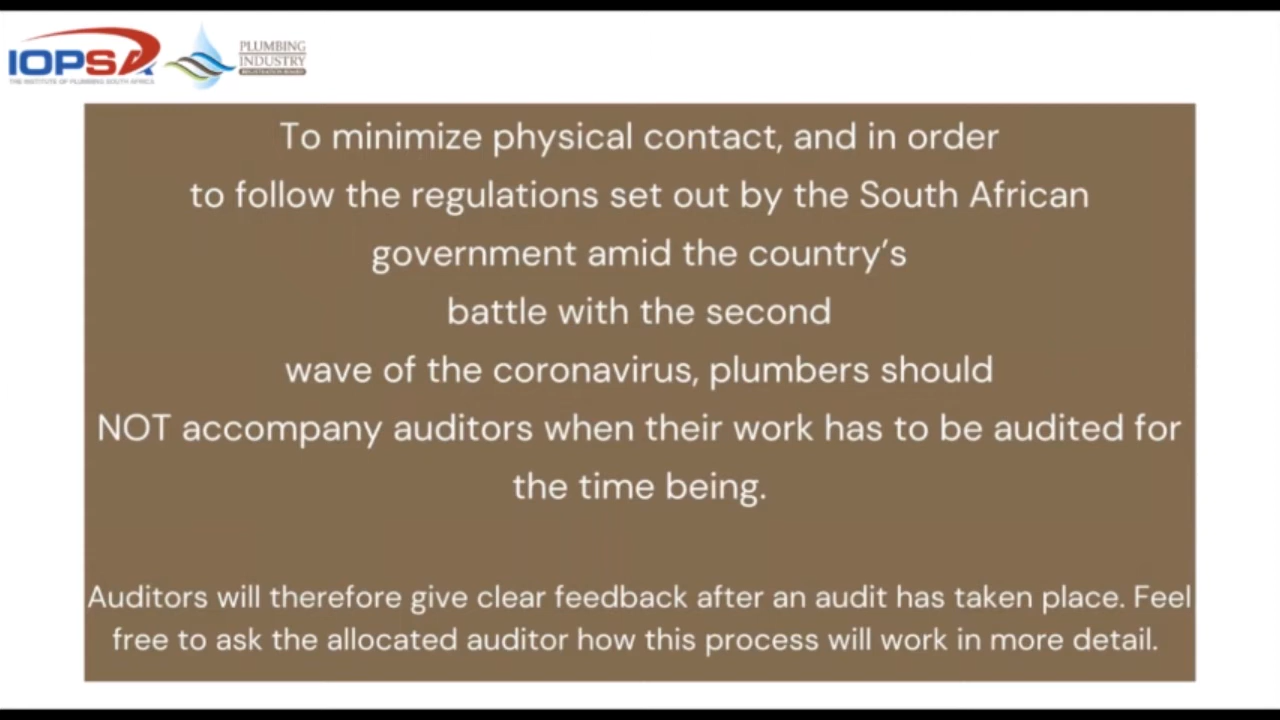 IOPSA
THE INSTITUTE OF PLUMBING SOUTH AFRICA
PLUMBING
INDUSTRY
REGISTRATION BOARD
To minimize physical contact, and in order
to follow the regulations set out by the South African
government amid the country’s
battle with the second
wave of the coronavirus, plumbers should
NOT accompany auditors when their work has to be audited for
the time being.
Auditors will therefore give clear feedback after an audit has taken place. Feel
free to ask the allocated auditor how this process will work in more detail.